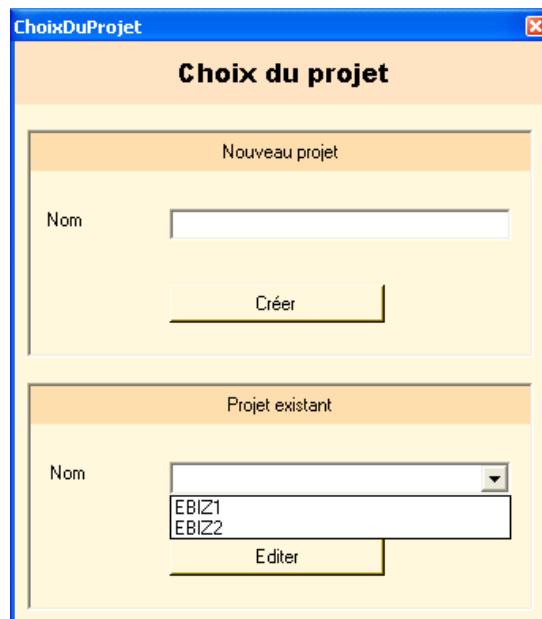 ChoixDuProjet
Choix du projet
Nouveau projet
Nom
Créer
Projet existant
Nom
EBIZ1
EBIZ2
Editer